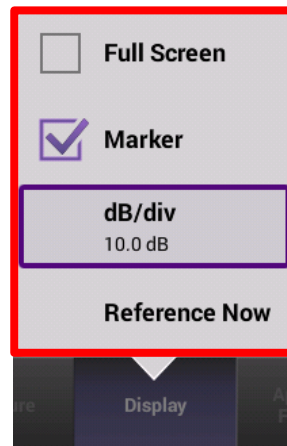 Full Screen
Marker
dB/div
10.0 dB
Reference Now
Display